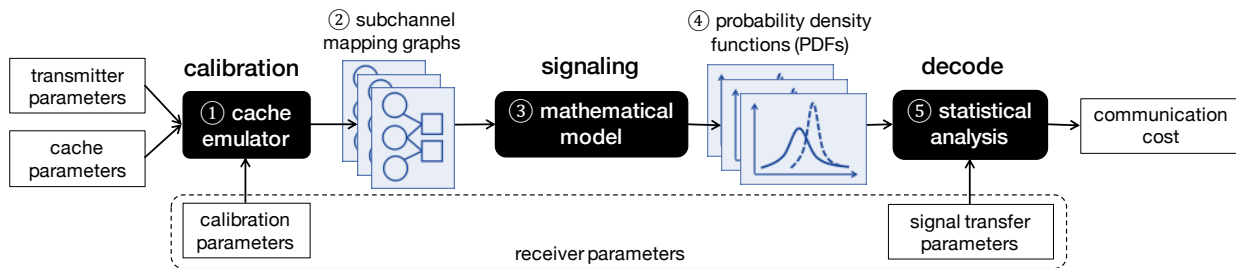 ② subchannel
mapping graphs
④ probability density
functions (PDFs)
calibration
signaling
decode
transmitter
parameters
① cache
emulator
③ mathematical
model
⑤ statistical
analysis
communication
cost
cache
parameters
calibration
parameters
signal transfer
parameters
receiver parameters